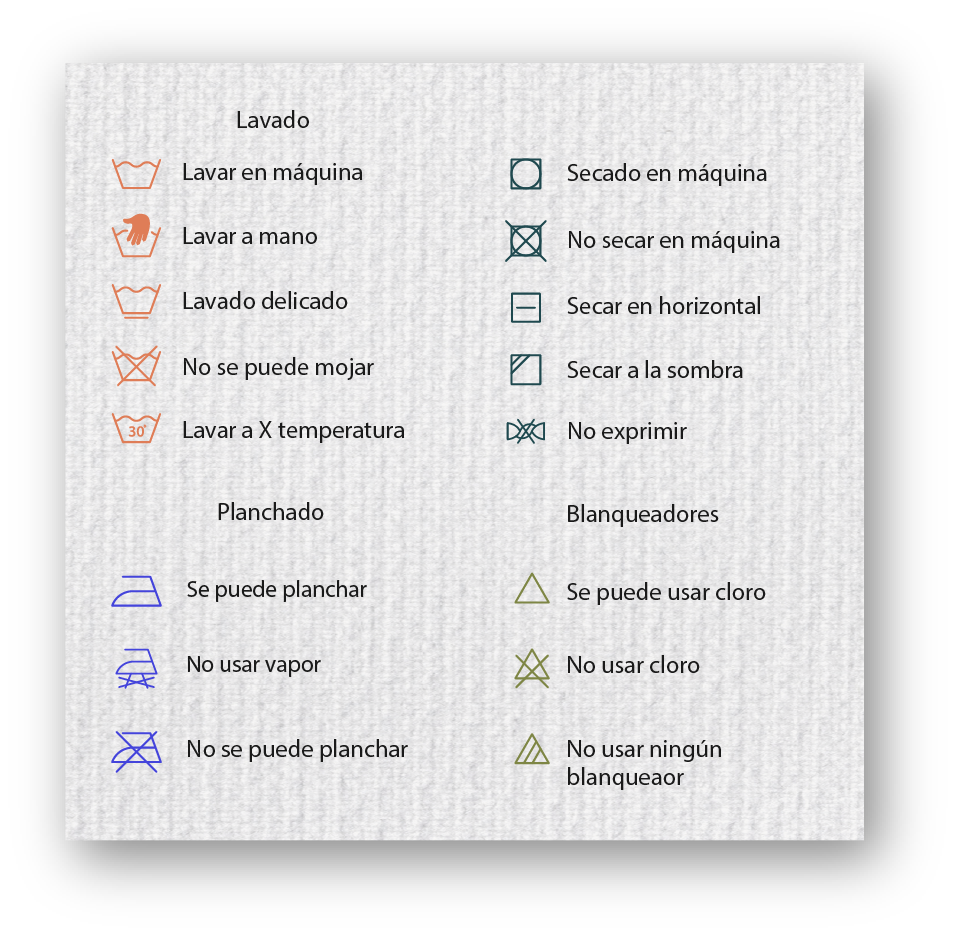 Lavado
Lavar en máquina
Lavar a mano
Lavado delicado
No se puede mojar
30°
Lavar a X temperatura
Secado en máquina
No secar en máquina
Secar en horizontal
Secar a la sombra
No exprimir
Planchado
Se puede planchar
No usar vapor
No se puede planchar
Blanqueadores
Se puede usar cloro
No usar cloro
No usar ningún
blanqueaor